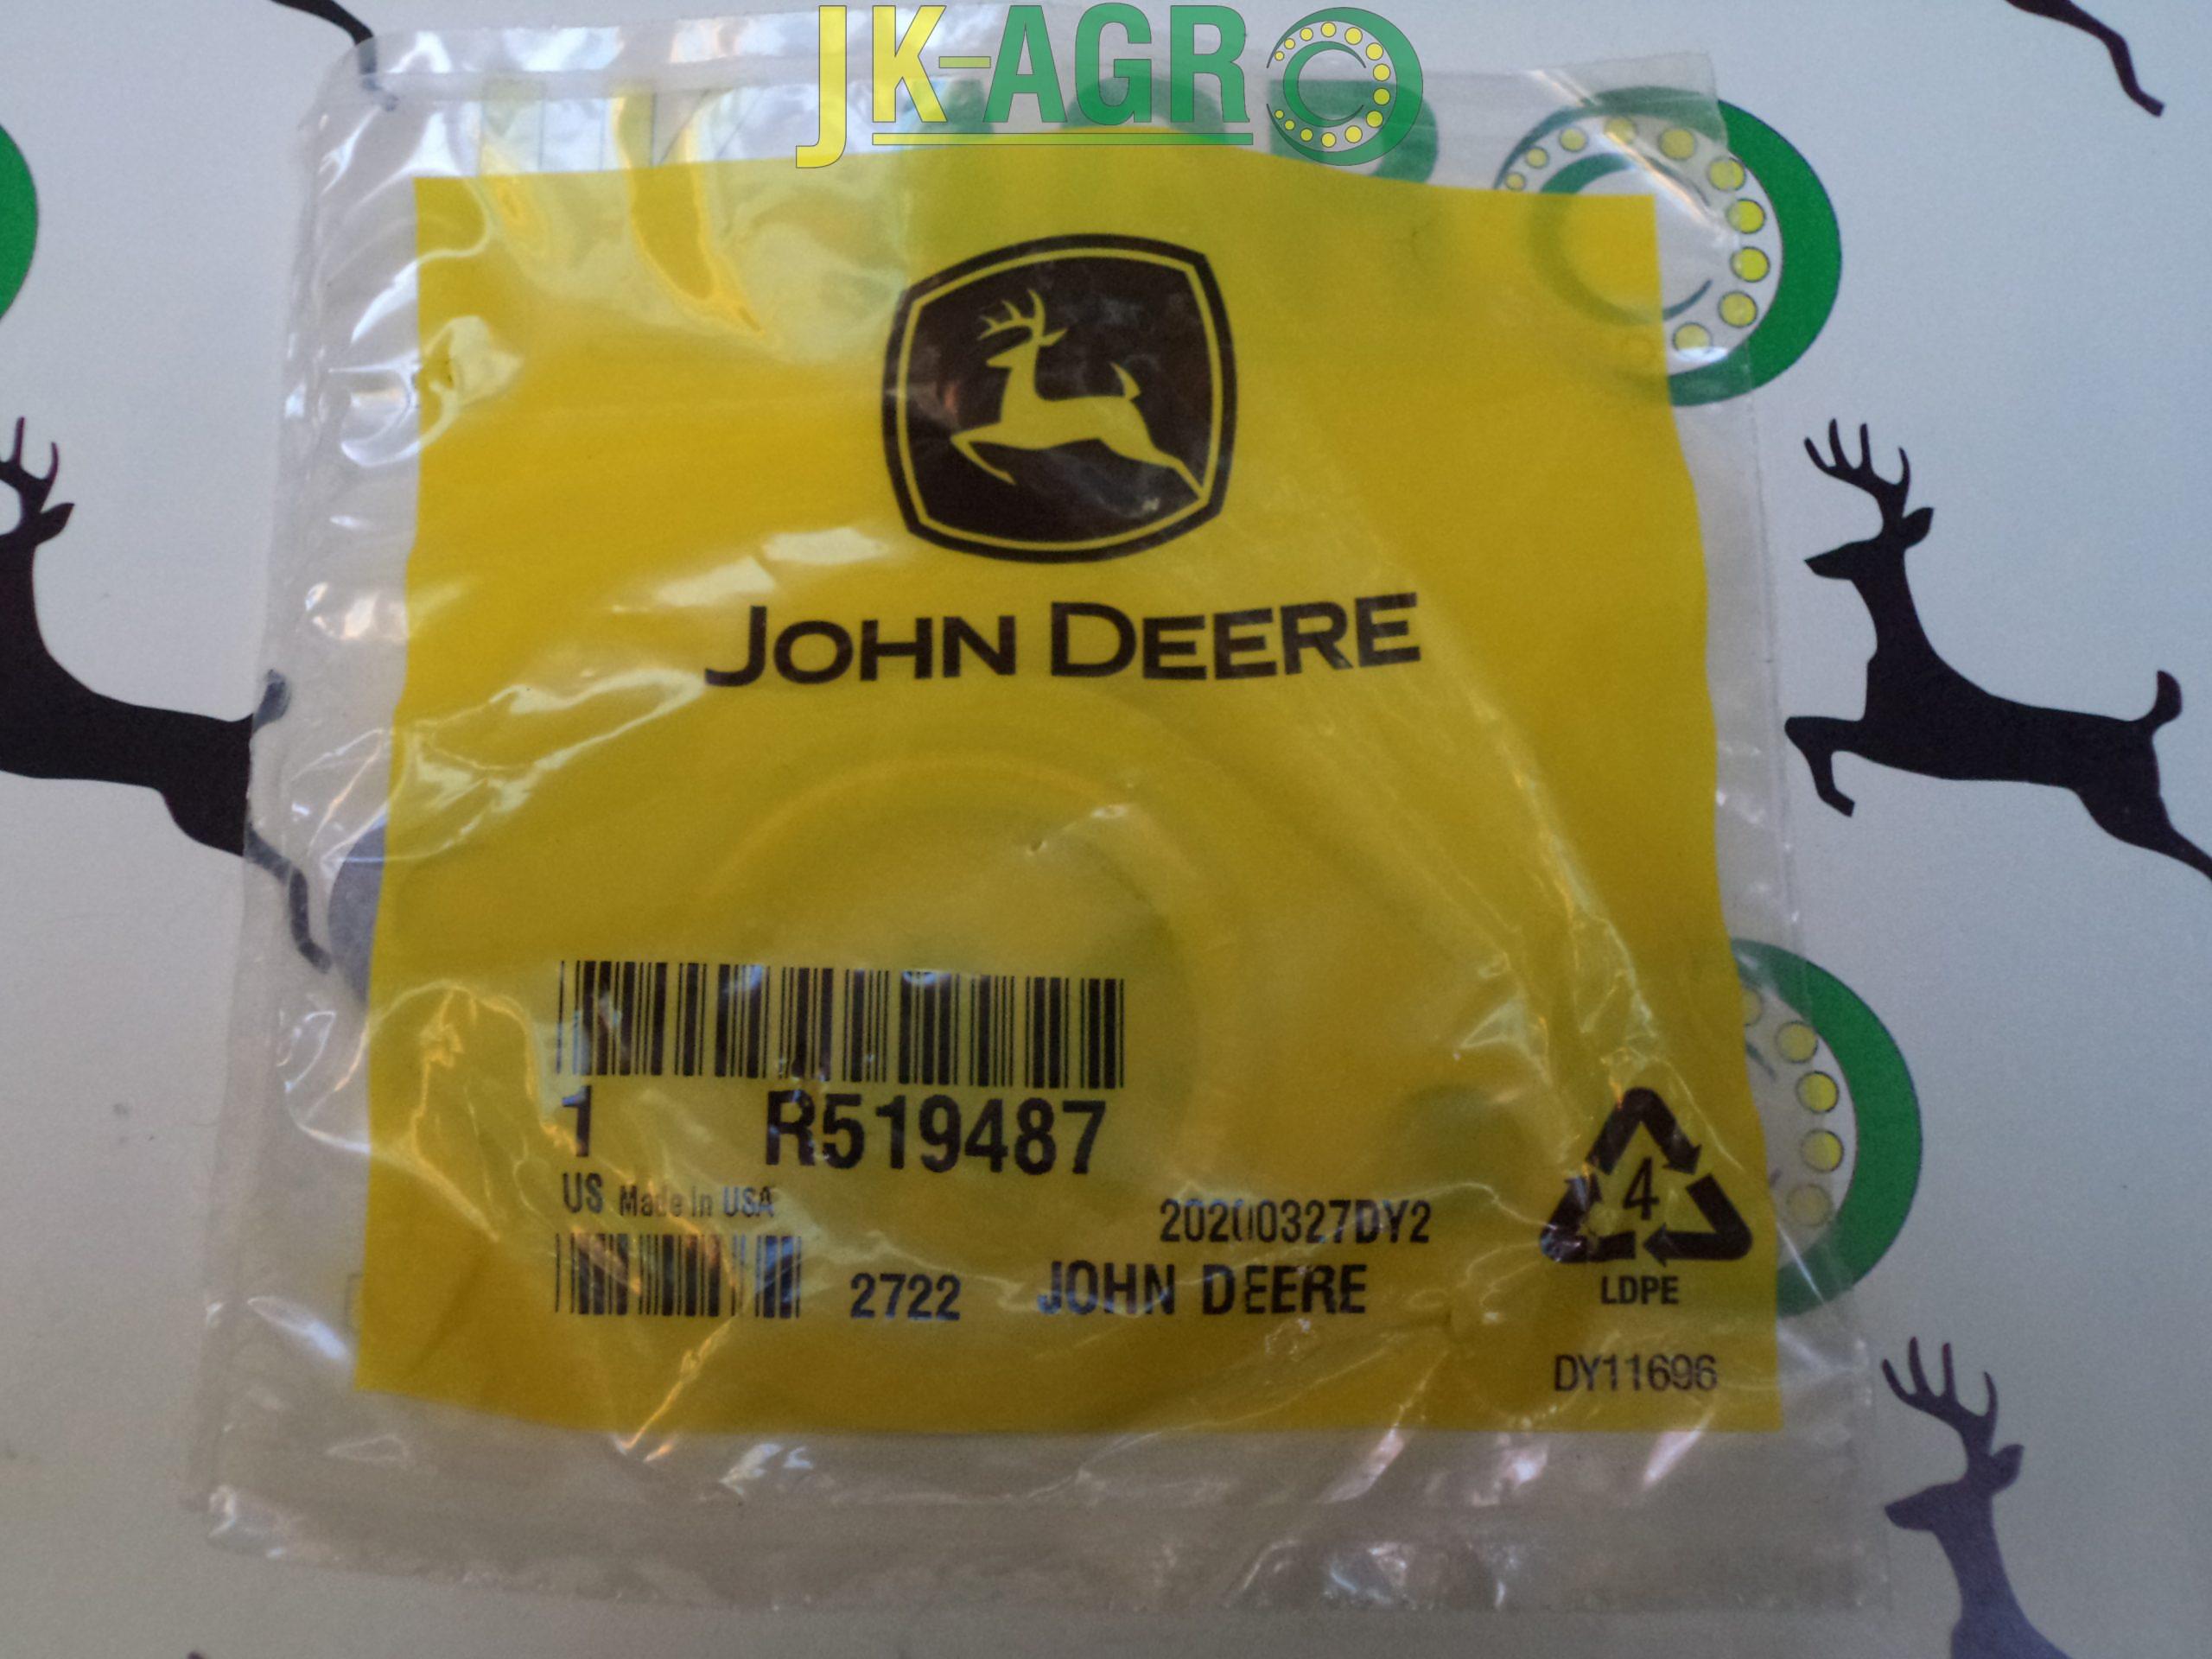 JK-AGRO
JOHN DEERE
1 R519487
US Made in USA
20200327DY2
2722 JOHN DEERE
4
LDPE
DY11696